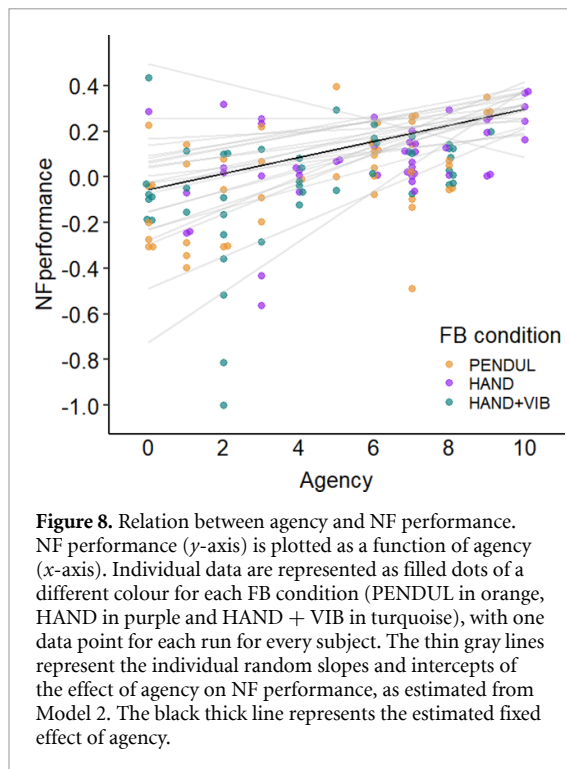 0.4
0.2
0.0
-0.2
-0.4
-0.6
-0.8
-1.0
NFperformance
0 2 4 6 8 10
Agency
FB condition
PENDUL
HAND
HAND+VIB
Figure 8. Relation between agency and NF performance.
NF performance (y-axis) is plotted as a function of agency
(x-axis). Individual data are represented as filled dots of a
different colour for each FB condition (PENDUL in orange,
HAND in purple and HAND + VIB in turquoise), with one
data point for each run for every subject. The thin gray lines
represent the individual random slopes and intercepts of
the effect of agency on NF performance, as estimated from
Model 2. The black thick line represents the estimated fixed
effect of agency.